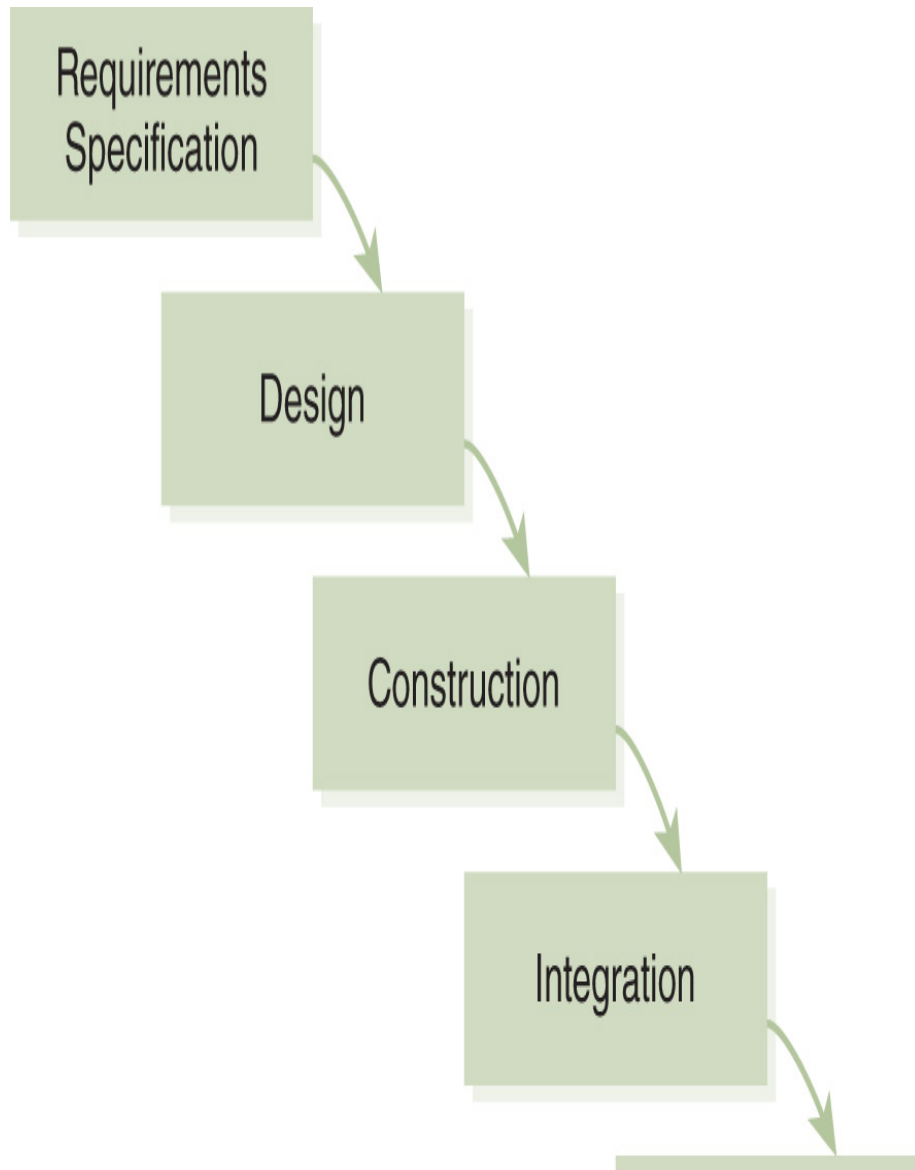 Requirements
Specification
Design
Construction
Integration